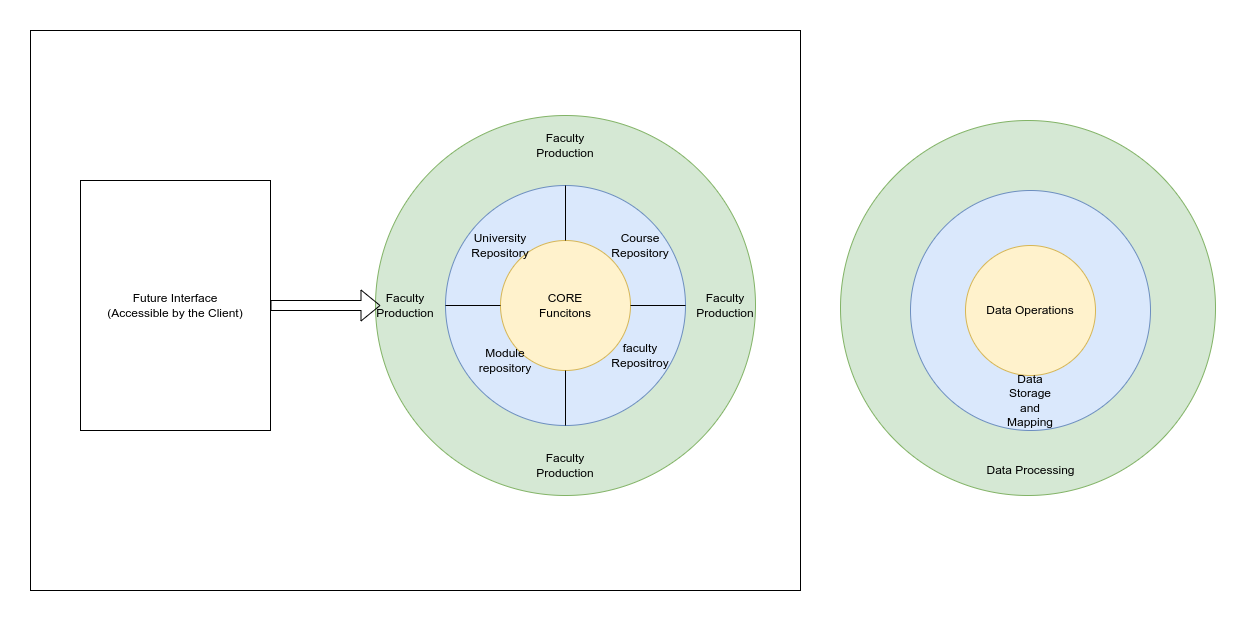 Faculty
Production
University
Repository
Course
Repository
Future Interface
(Accessible by the Client)
Faculty
Production
CORE
Funcitons
Faculty
Production
Module
repository
faculty
Repositroy
Faculty
Production
Data Operations
Data
Storage
and
Mapping
Data Processing